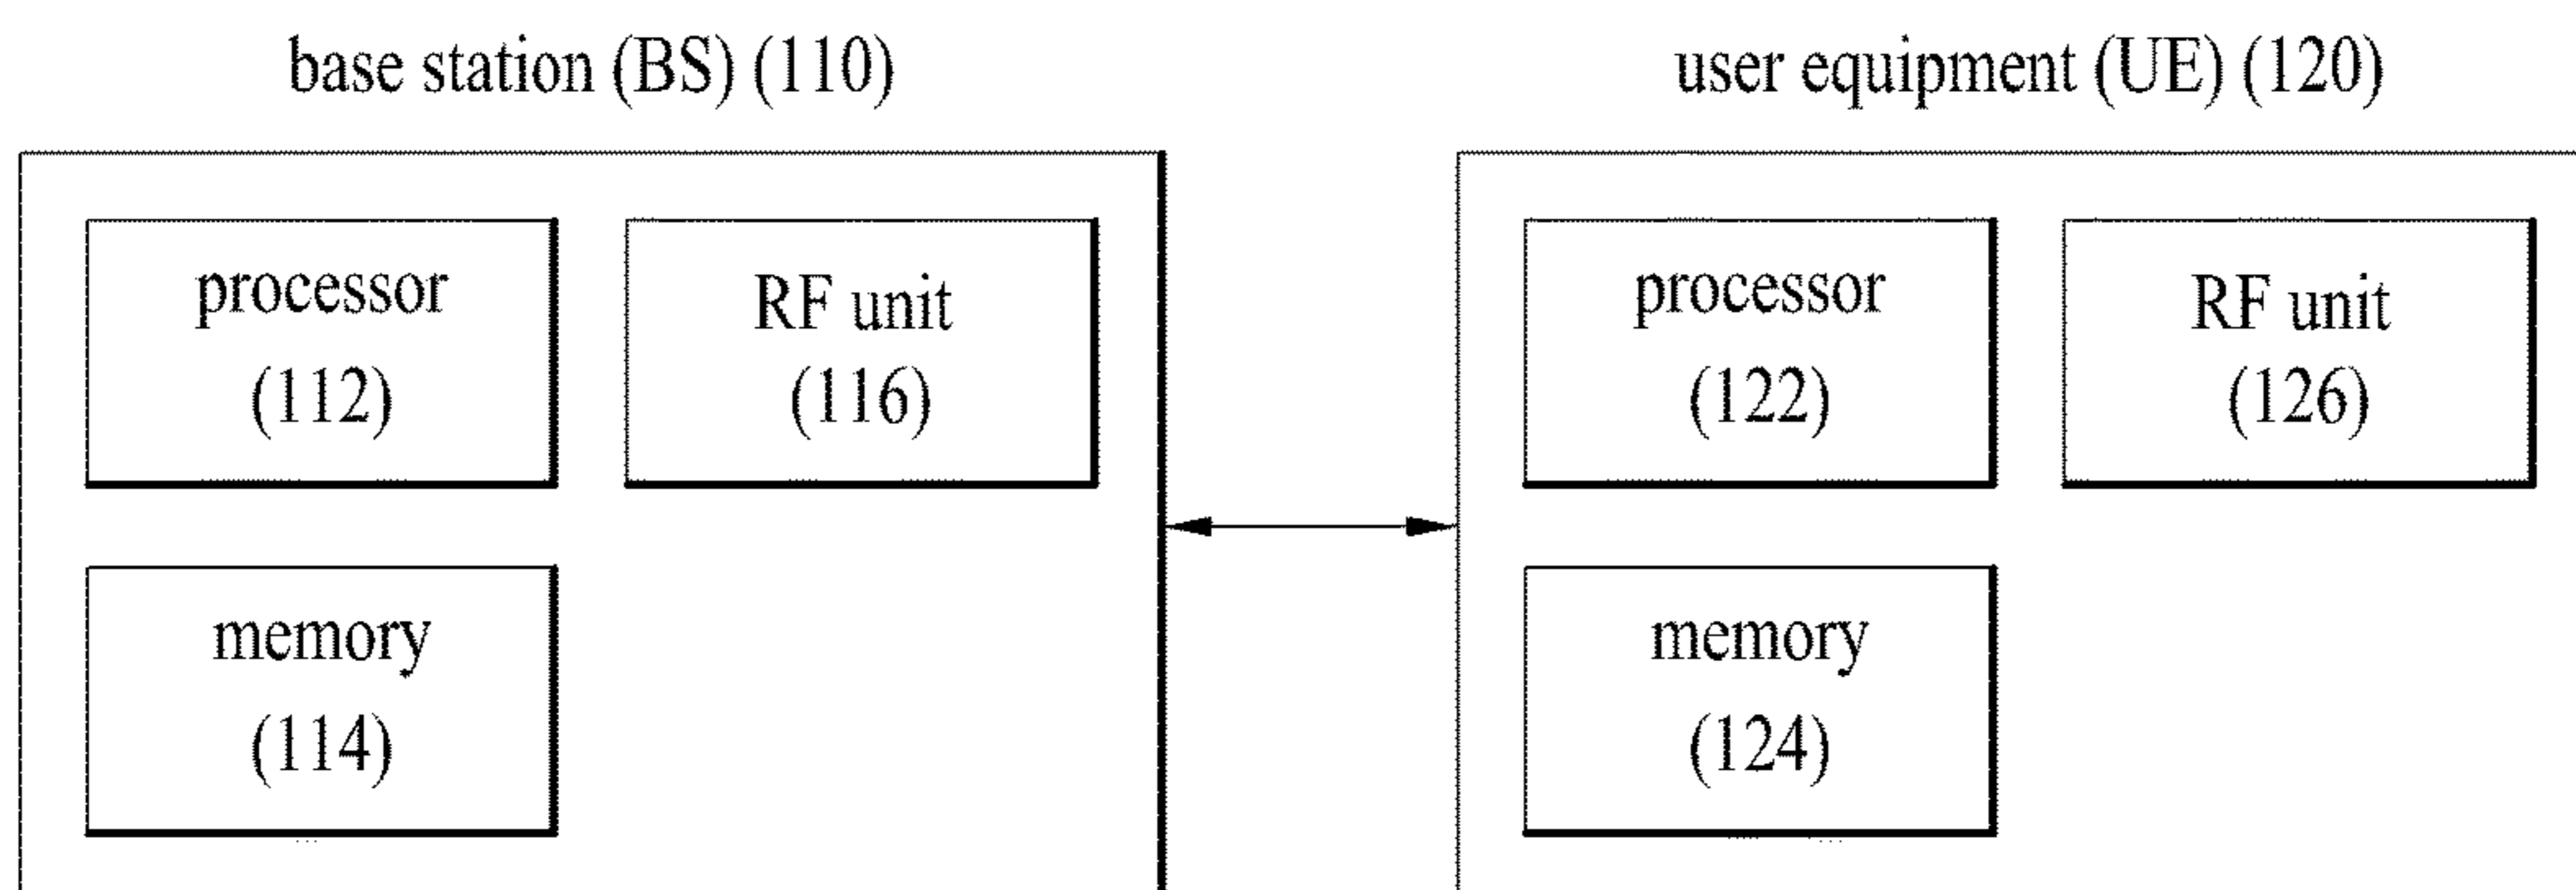 base station (BS) (110)
processor
(112)
RF unit
(116)
memory
(114)
user equipment (UE) (120)
processor
(122)
RF unit
(126)
memory
(124)